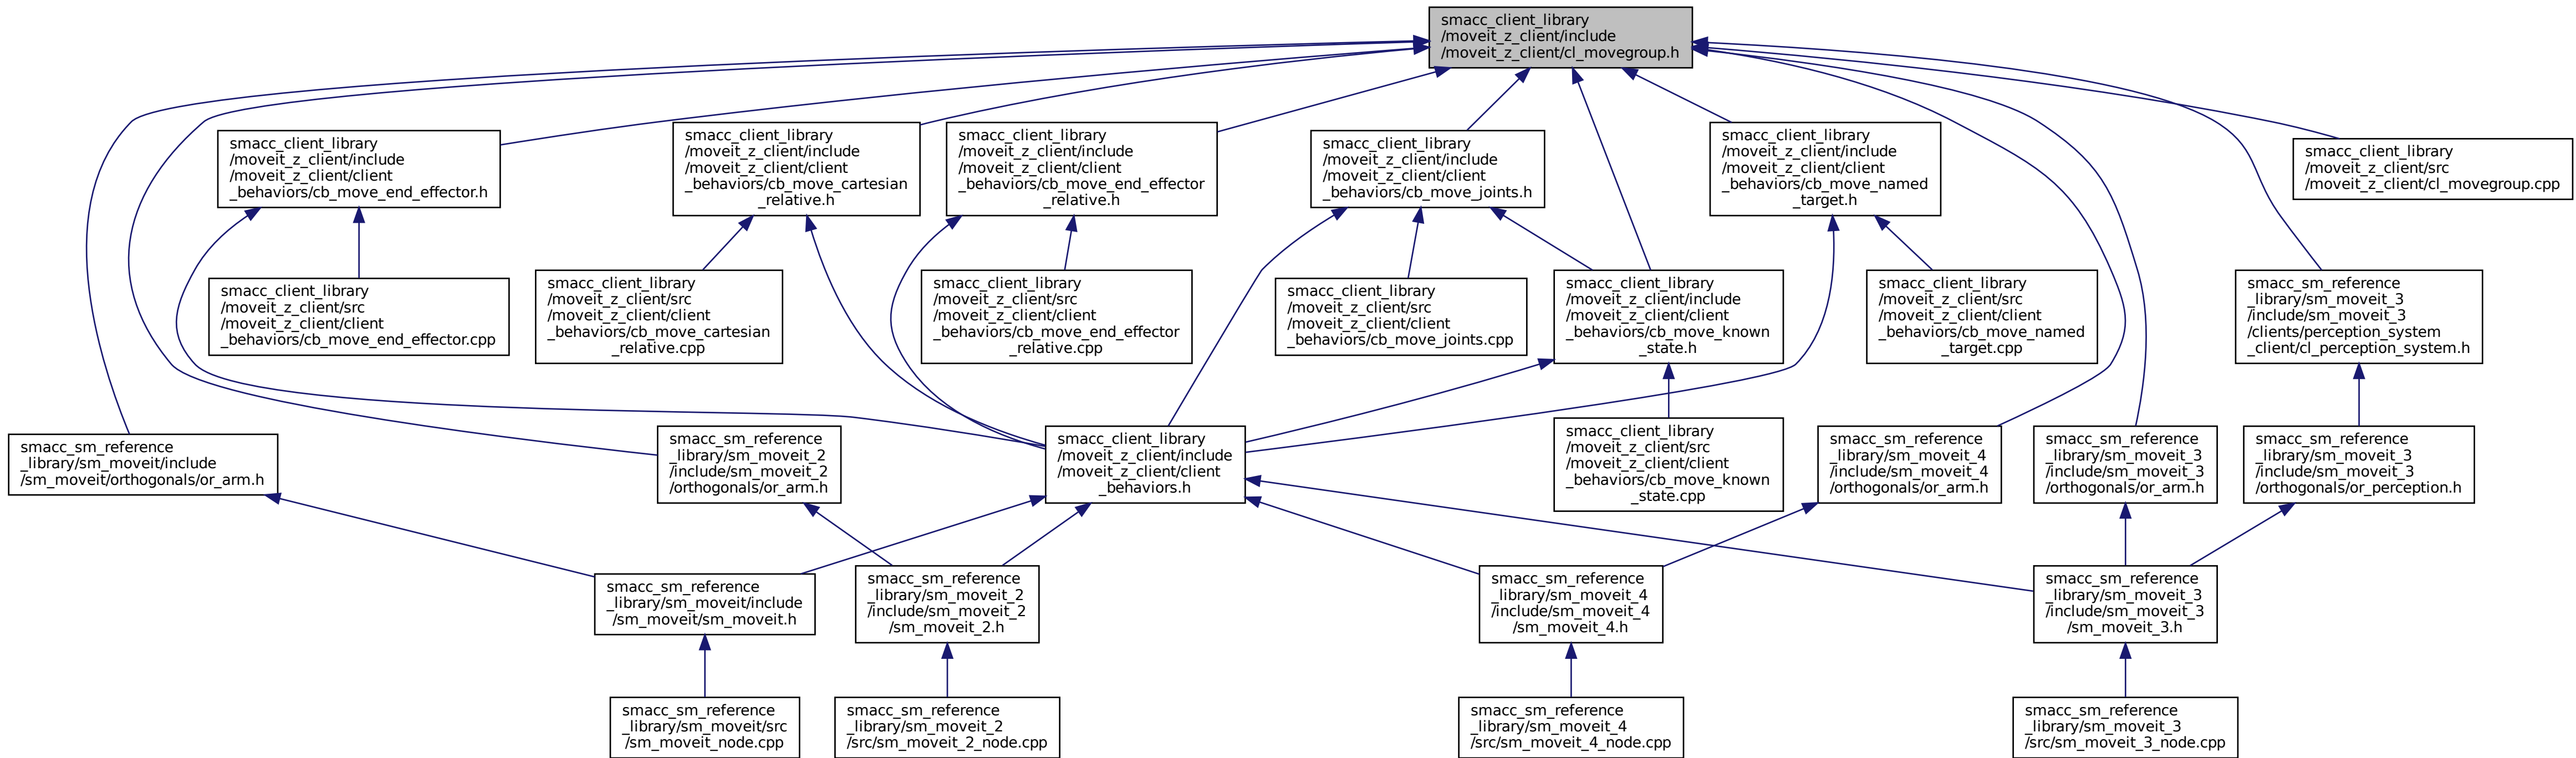 smacc_client_library
/moveit_z_client/include
/moveit_z_client/cl_movegroup.h
smacc_client_library
/moveit_z_client/include
/moveit_z_client/client
_behaviors/cb_move_end_effector.h
smacc_client_library
/moveit_z_client/include
/moveit_z_client/client
_behaviors/cb_move_cartesian
_relative.h
smacc_client_library
/moveit_z_client/include
/moveit_z_client/client
_behaviors/cb_move_end_effector
_relative.h
smacc_client_library
/moveit_z_client/include
/moveit_z_client/client
_behaviors/cb_move_joints.h
smacc_client_library
/moveit_z_client/include
/moveit_z_client/client
_behaviors/cb_move_named
_target.h
smacc_client_library
/moveit_z_client/src
/moveit_z_client/cl_movegroup.cpp
smacc_client_library
/moveit_z_client/src
/moveit_z_client/client
_behaviors/cb_move_end_effector.cpp
smacc_client_library
/moveit_z_client/src
/moveit_z_client/client
_behaviors/cb_move_cartesian
_relative.cpp
smacc_client_library
/moveit_z_client/src
/moveit_z_client/client
_behaviors/cb_move_end_effector
_relative.cpp
smacc_client_library
/moveit_z_client/src
/moveit_z_client/client
_behaviors/cb_move_joints.cpp
smacc_client_library
/moveit_z_client/include
/moveit_z_client/client
_behaviors/cb_move_known
_state.h
smacc_client_library
/moveit_z_client/src
/moveit_z_client/client
_behaviors/cb_move_named
_target.cpp
smacc_sm_reference
_library/sm_moveit_3
/include/sm_moveit_3
/clients/perception_system
_client/cl_perception_system.h
smacc_sm_reference
_library/sm_moveit/include
/sm_moveit/orthogonals/or_arm.h
smacc_sm_reference
_library/sm_moveit_2
/include/sm_moveit_2
/orthogonals/or_arm.h
smacc_client_library
/moveit_z_client/include
/moveit_z_client/client
_behaviors.h
smacc_client_library
/moveit_z_client/src
/moveit_z_client/client
_behaviors/cb_move_known
_state.cpp
smacc_sm_reference
_library/sm_moveit_4
/include/sm_moveit_4
/orthogonals/or_arm.h
smacc_sm_reference
_library/sm_moveit_3
/include/sm_moveit_3
/orthogonals/or_arm.h
smacc_sm_reference
_library/sm_moveit_3
/include/sm_moveit_3
/orthogonals/or_perception.h
smacc_sm_reference
_library/sm_moveit/include
/sm_moveit/sm_moveit.h
smacc_sm_reference
_library/sm_moveit_2
/include/sm_moveit_2
/sm_moveit_2.h
smacc_sm_reference
_library/sm_moveit_4
/include/sm_moveit_4
/sm_moveit_4.h
smacc_sm_reference
_library/sm_moveit_3
/include/sm_moveit_3
/sm_moveit_3.h
smacc_sm_reference
_library/sm_moveit/src
/sm_moveit_node.cpp
smacc_sm_reference
_library/sm_moveit_2
/src/sm_moveit_2_node.cpp
smacc_sm_reference
_library/sm_moveit_4
/src/sm_moveit_4_node.cpp
smacc_sm_reference
_library/sm_moveit_3
/src/sm_moveit_3_node.cpp